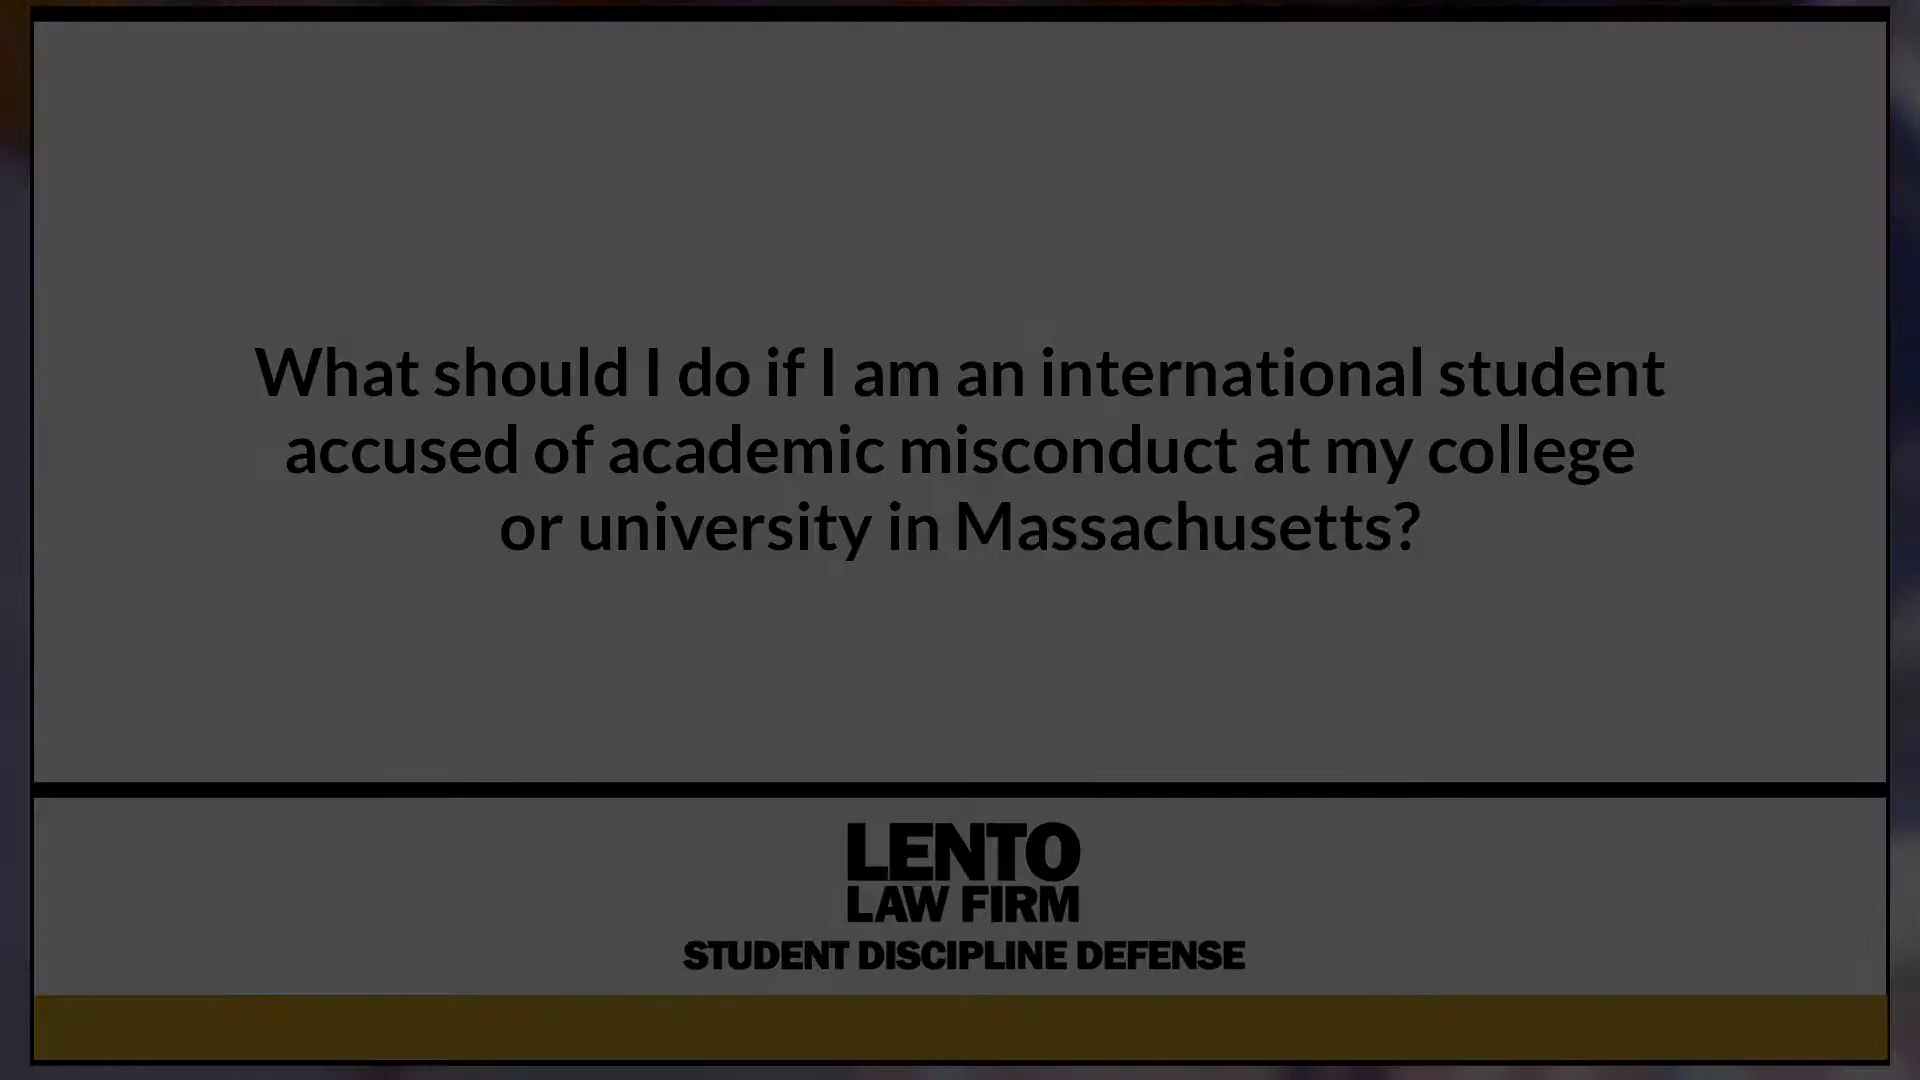 What should I do if I am an international student
accused of academic misconduct at my college
or university in Massachusetts?
LENTO
LAW FIRM
STUDENT DISCIPLINE DEFENSE